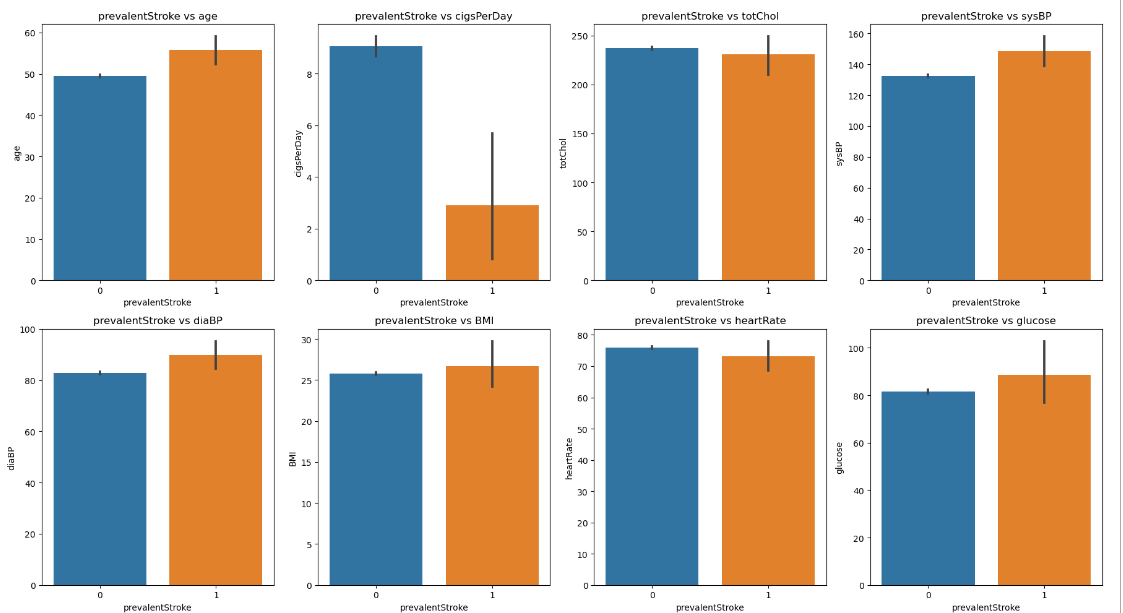 prevalentStroke vs age
60
50
40
30
20
10
0
age
0 1
prevalentStroke
prevalentStroke vs cigsPerDay
8
6
4
2
0
cigsPerDay
0 1
prevalentStroke
prevalentStroke vs totChol
250
200
150
100
50
0
totChol
0 1
prevalentStroke
prevalentStroke vs sysBP
160
140
120
100
80
60
40
20
0
sysBP
0 1
prevalentStroke
prevalentStroke vs diaBP
100
80
60
40
20
0
diaBP
0 1
prevalentStroke
prevalentStroke vs BMI
30
25
20
15
10
5
0
BMI
0 1
prevalentStroke
prevalentStroke vs heartRate
80
70
60
50
40
30
20
10
0
heartRate
0 1
prevalentStroke
prevalentStroke vs glucose
100
80
60
40
20
0
glucose
0 1
prevalentStroke